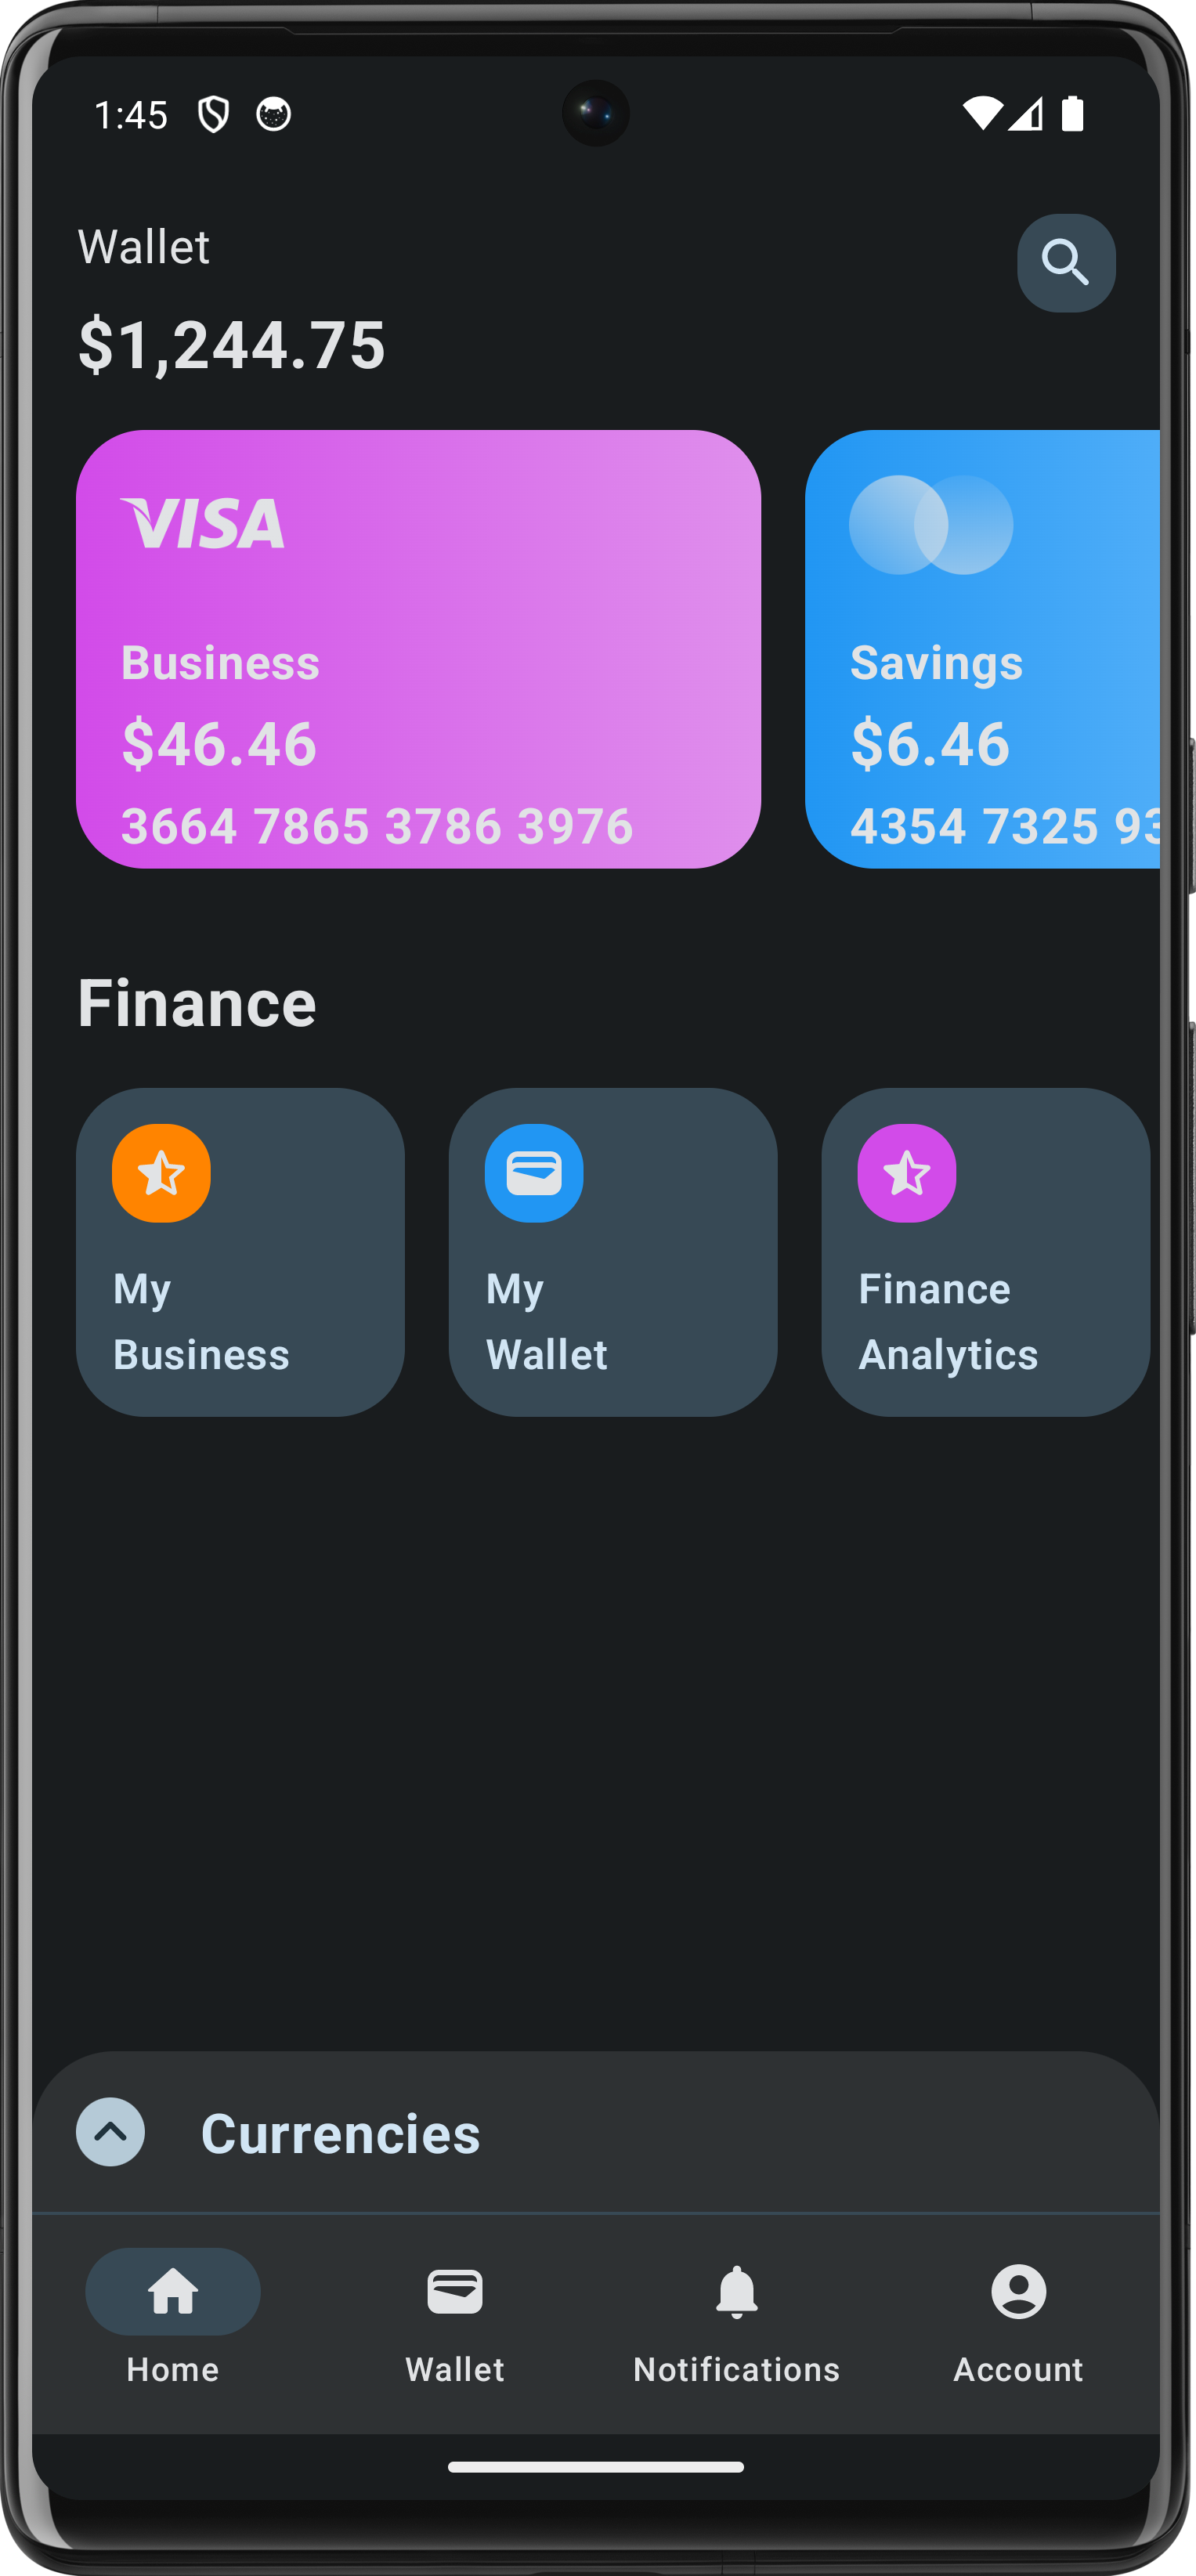 1:45
Wallet
$1,244.75
VISA
Business
$46.46
3664 7865 3786 3976
Savings
$6.46
4354 7325 93
Finance
My
Business
My
Wallet
Finance
Analytics
Currencies
Home
Wallet
Notifications
Account